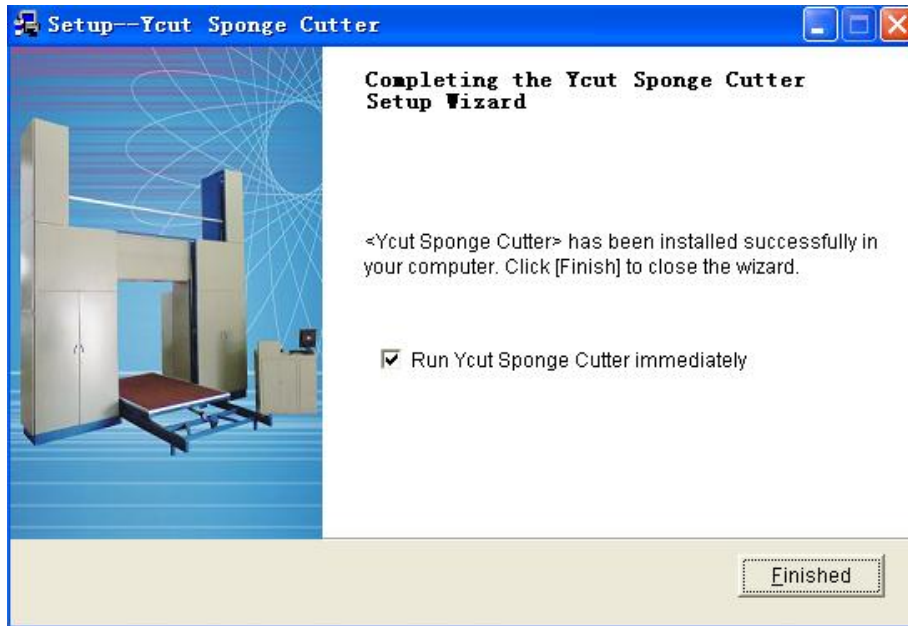 Setup--Ycut Sponge Cutter
Completing the Ycut Sponge Cutter
Setup Wizard
<Ycut Sponge Cutter> has been installed successfully in
your computer. Click [Finish] to close the wizard.
Run Ycut Sponge Cutter immediately
Finished